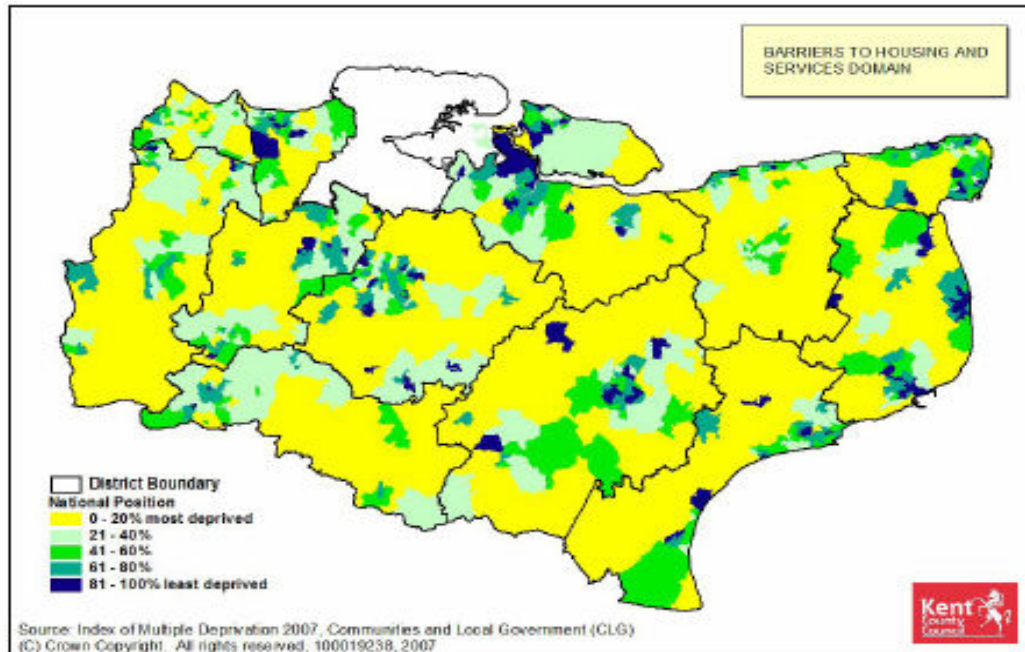 BARRIERS TO HOUSING AND
SERVICES DOMAIN
District Boundary
National Position
0 - 20% most deprived
21 - 40%
41 - 60%
61 - 80%
81 - 100% least deprived
Source: Index of Multiple Deprivation 2007, Communities and Local Government (CLG)
(C) Crown Copyright. All rights reserved, 100019238, 2007
Kent
County
Council